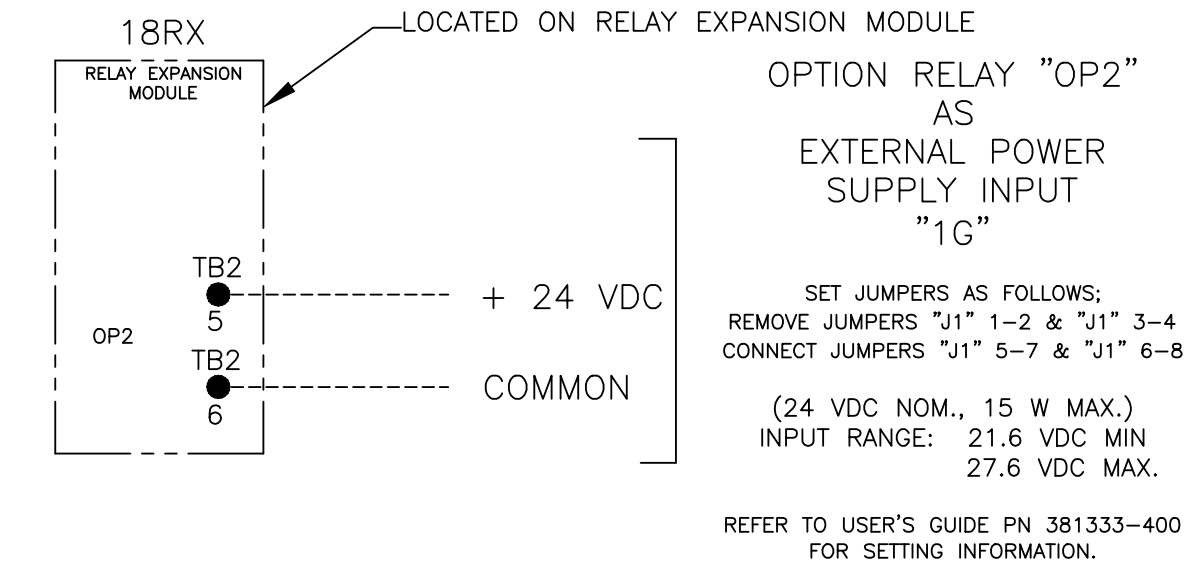 18RX
RELAY EXPANSION
MODULE
LOCATED ON RELAY EXPANSION MODULE
TB2
5
OP2
TB2
6
+ 24 VDC
COMMON
OPTION RELAY "OP2"
AS
EXTERNAL POWER
SUPPLY INPUT
"1G"
SET JUMPERS AS FOLLOWS;
REMOVE JUMPERS "J1" 1-2 & "J1" 3-4
CONNECT JUMPERS "J1" 5-7 & "J1" 6-8
(24 VDC NOM., 15 W MAX.)
INPUT RANGE: 21.6 VDC MIN
27.6 VDC MAX.
REFER TO USER'S GUIDE PN 381333-400
FOR SETTING INFORMATION.